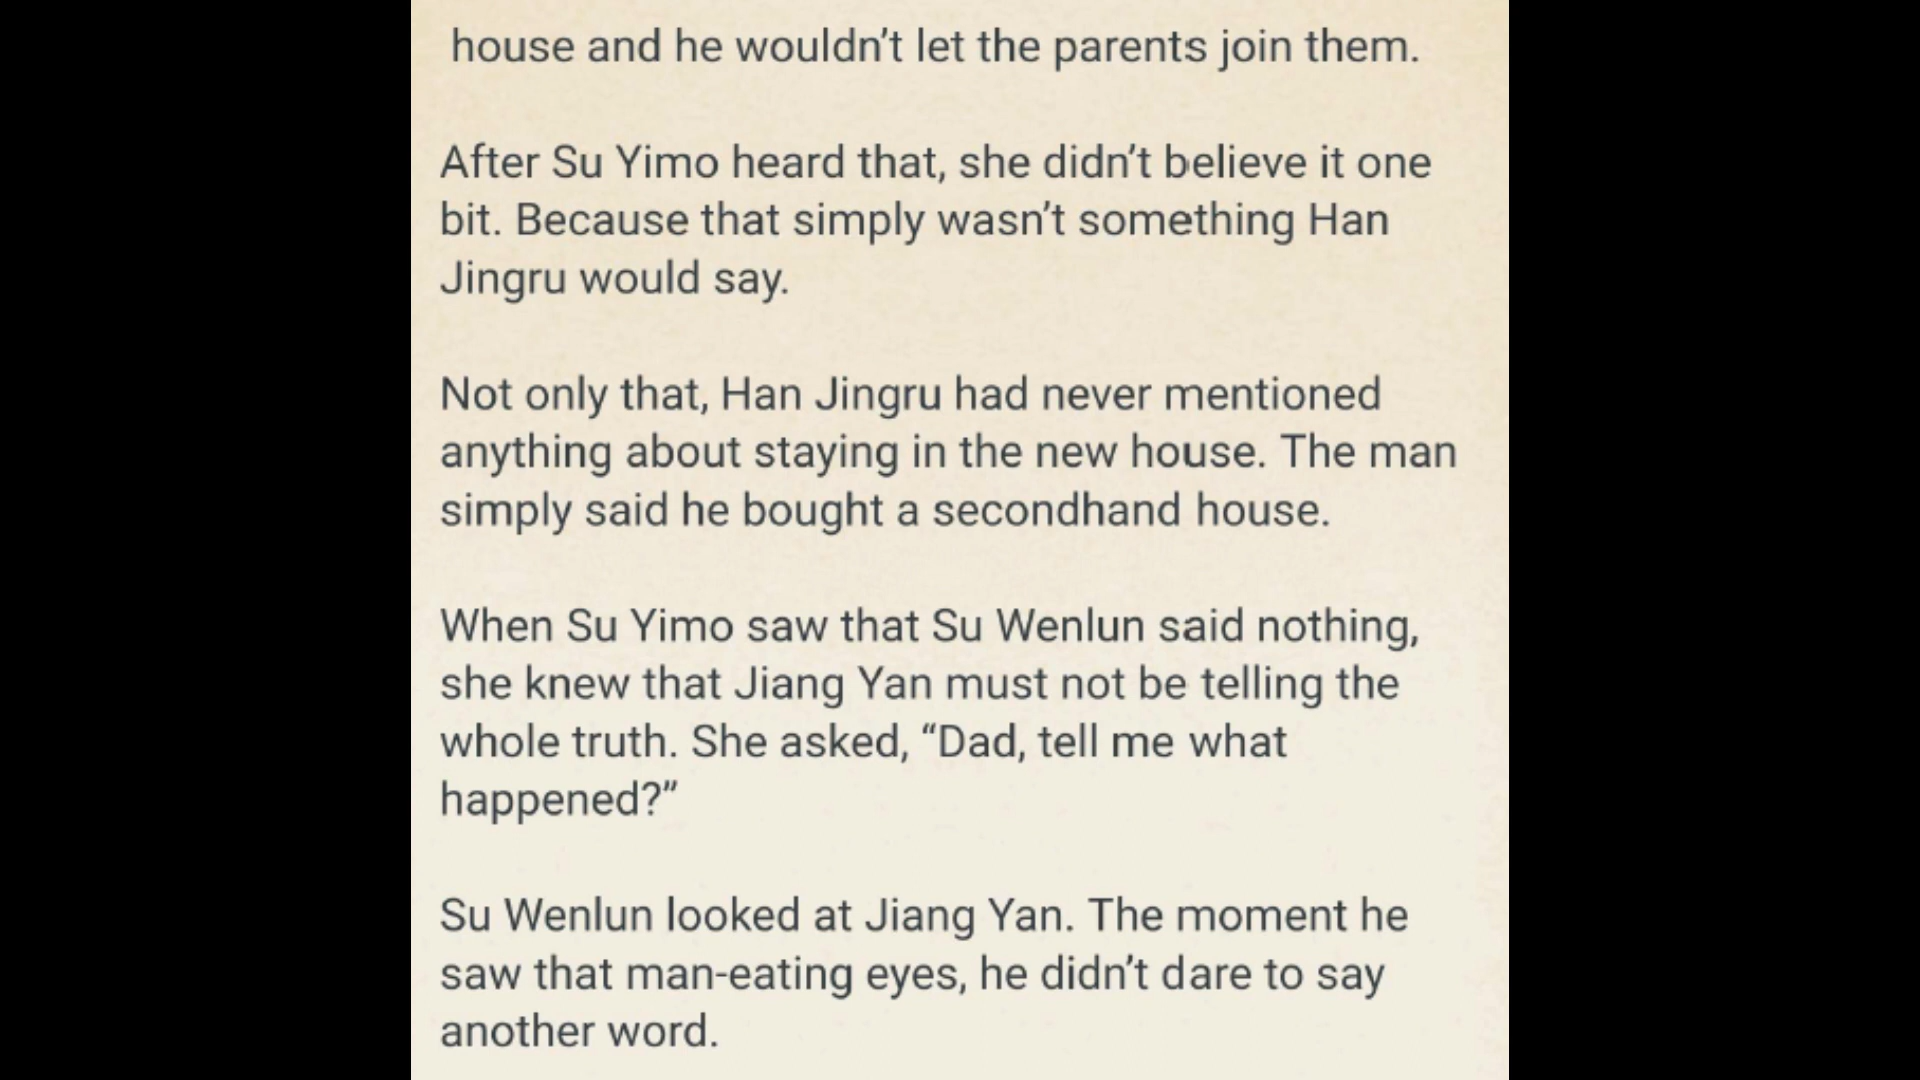 house and he wouldn’t let the parents join them.
After Su Yimo heard that, she didn’t believe it one
bit. Because that simply wasn’t something Han
Jingru would say.
Not only that, Han Jingru had never mentioned
anything about staying in the new house. The man
simply said he bought a secondhand house.
When Su Yimo saw that Su Wenlun said nothing,
she knew that Jiang Yan must not be telling the
whole truth. She asked, “Dad, tell me what
happened?”
Su Wenlun looked at Jiang Yan. The moment he
saw that man-eating eyes, he didn’t dare to say
another word.